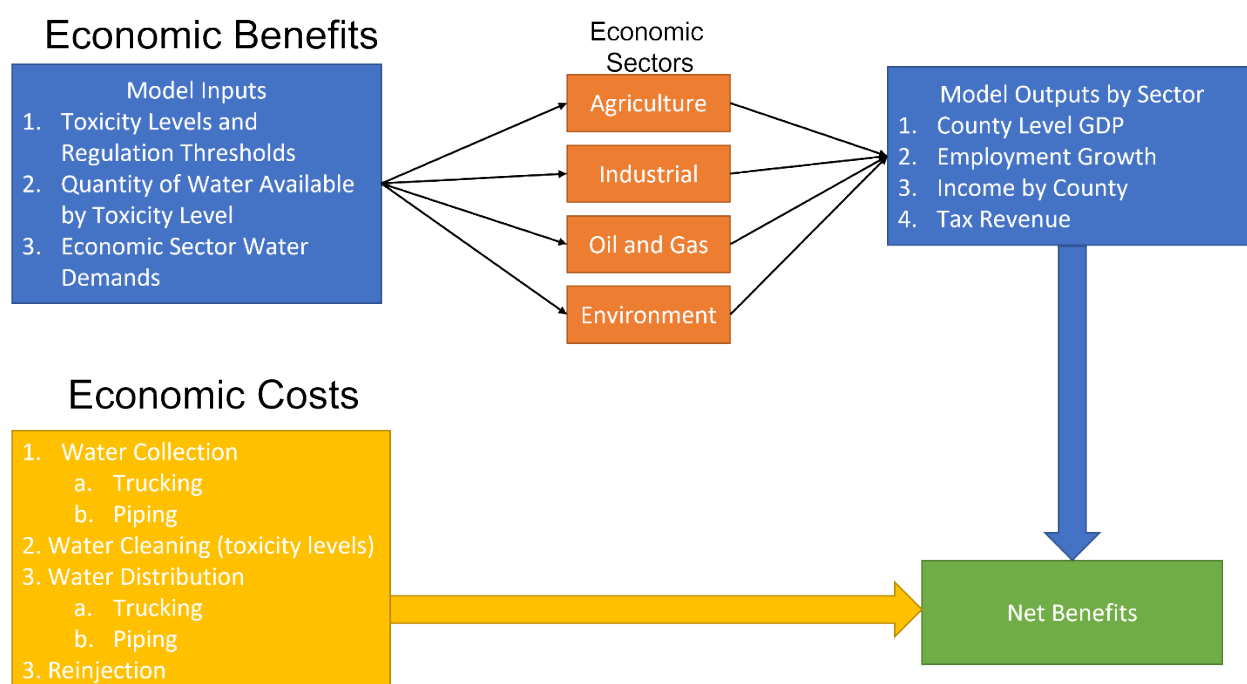 Economic Benefits
Model Inputs
1. Toxicity Levels and
Regulation Thresholds
2. Quantity of Water Available
by Toxicity Level
3. Economic Sector Water
Demands
Economic
Sectors
Agriculture
Industrial
Oil and Gas
Environment
Model Outputs by Sector
1. County Level GDP
2. Employment Growth
3. Income by County
4. Tax Revenue
Economic Costs
1. Water Collection
a. Trucking
b. Piping
2. Water Cleaning (toxicity levels)
3. Water Distribution
a. Trucking
b. Piping
3. Reinjection
Net Benefits